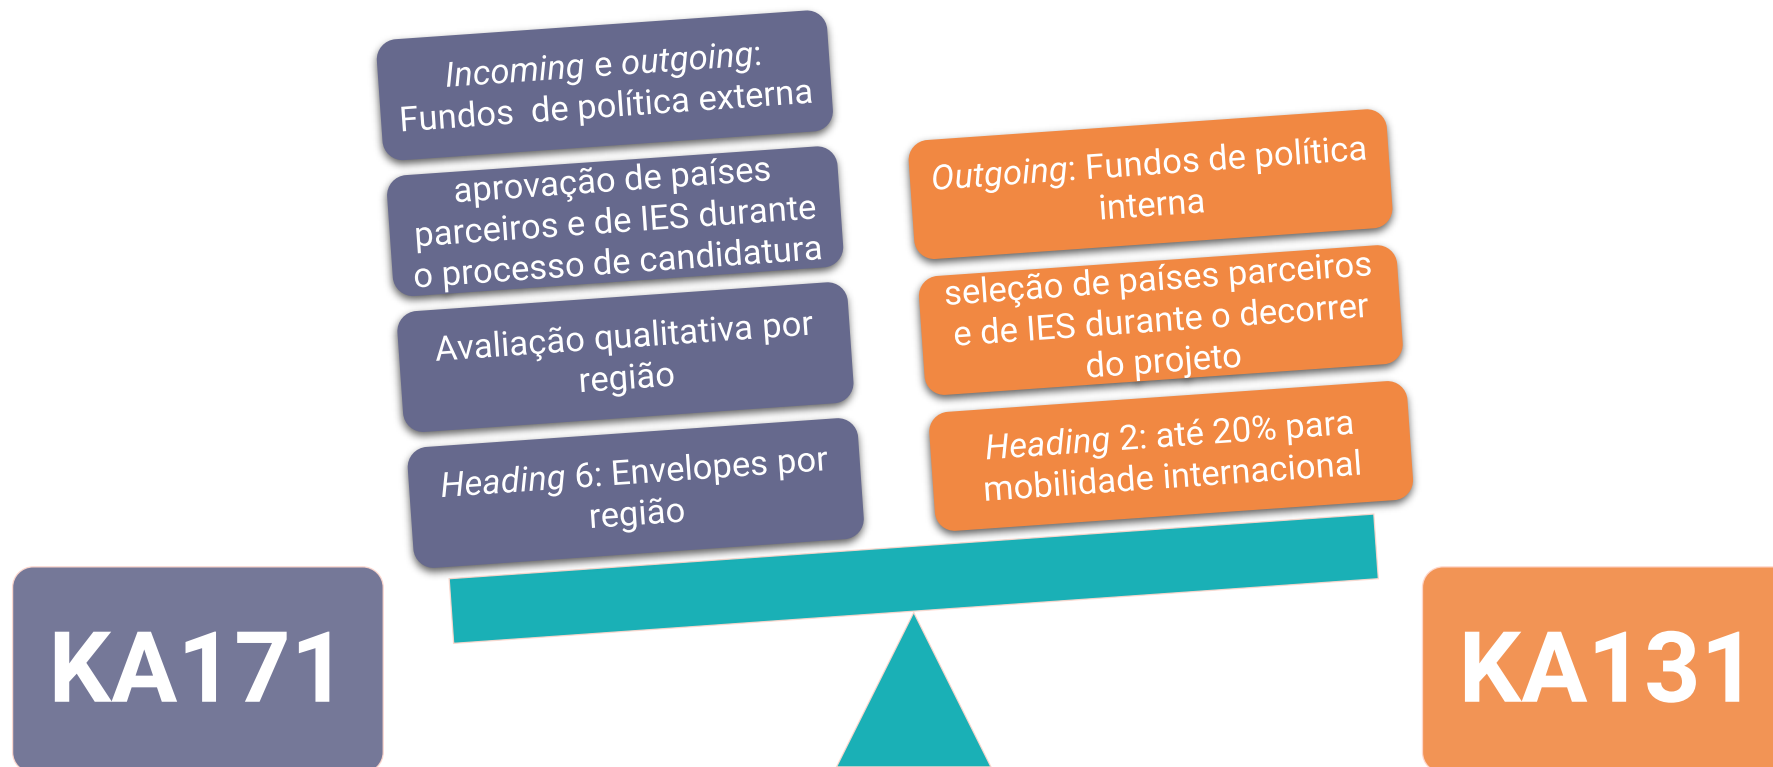 Incoming e outgoing:
Fundos de política externa
aprovação de países
parceiros e de IES durante
o processo de candidatura
Avaliação qualitativa por
região
Heading 6: Envelopes por
região
Outgoing: Fundos de política
interna
seleção de países parceiros
e de IES durante o decorrer
do projeto
Heading 2: até 20% para
mobilidade internacional
KA171
KA131